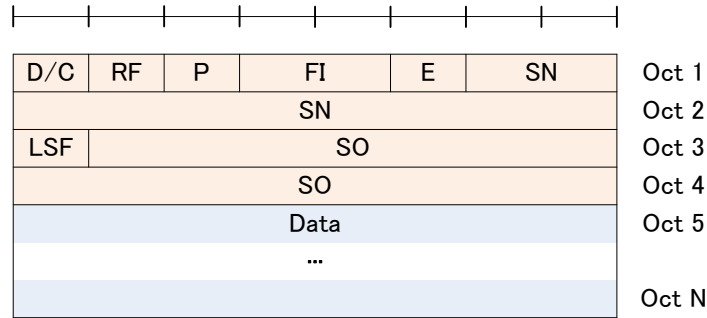 D/C RF P FI E SN Oct 1
SN Oct 2
LSF SO Oct 3
SO Oct 4
Data Oct 5
...
Oct N